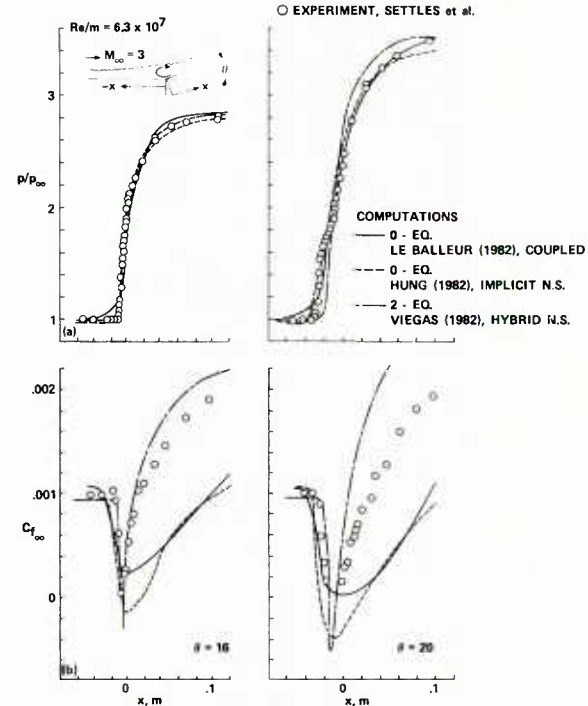 ○ EXPERIMENT, SETTLES et al.
Re/m = 6.3 x 10⁷
M∞ = 3
θ
-x
x
3
p/p∞
2
1
(a)
COMPUTATIONS
0 - EQ.
LE BALLEUR (1982), COUPLED
0 - EQ.
HUNG (1982), IMPLICIT N.S.
2 - EQ.
VIEGAS (1982), HYBRID N.S.
.002
.001
Cf∞
0
θ = 16
θ = 20
(b)
0
.1
0
.1
x, m
x, m